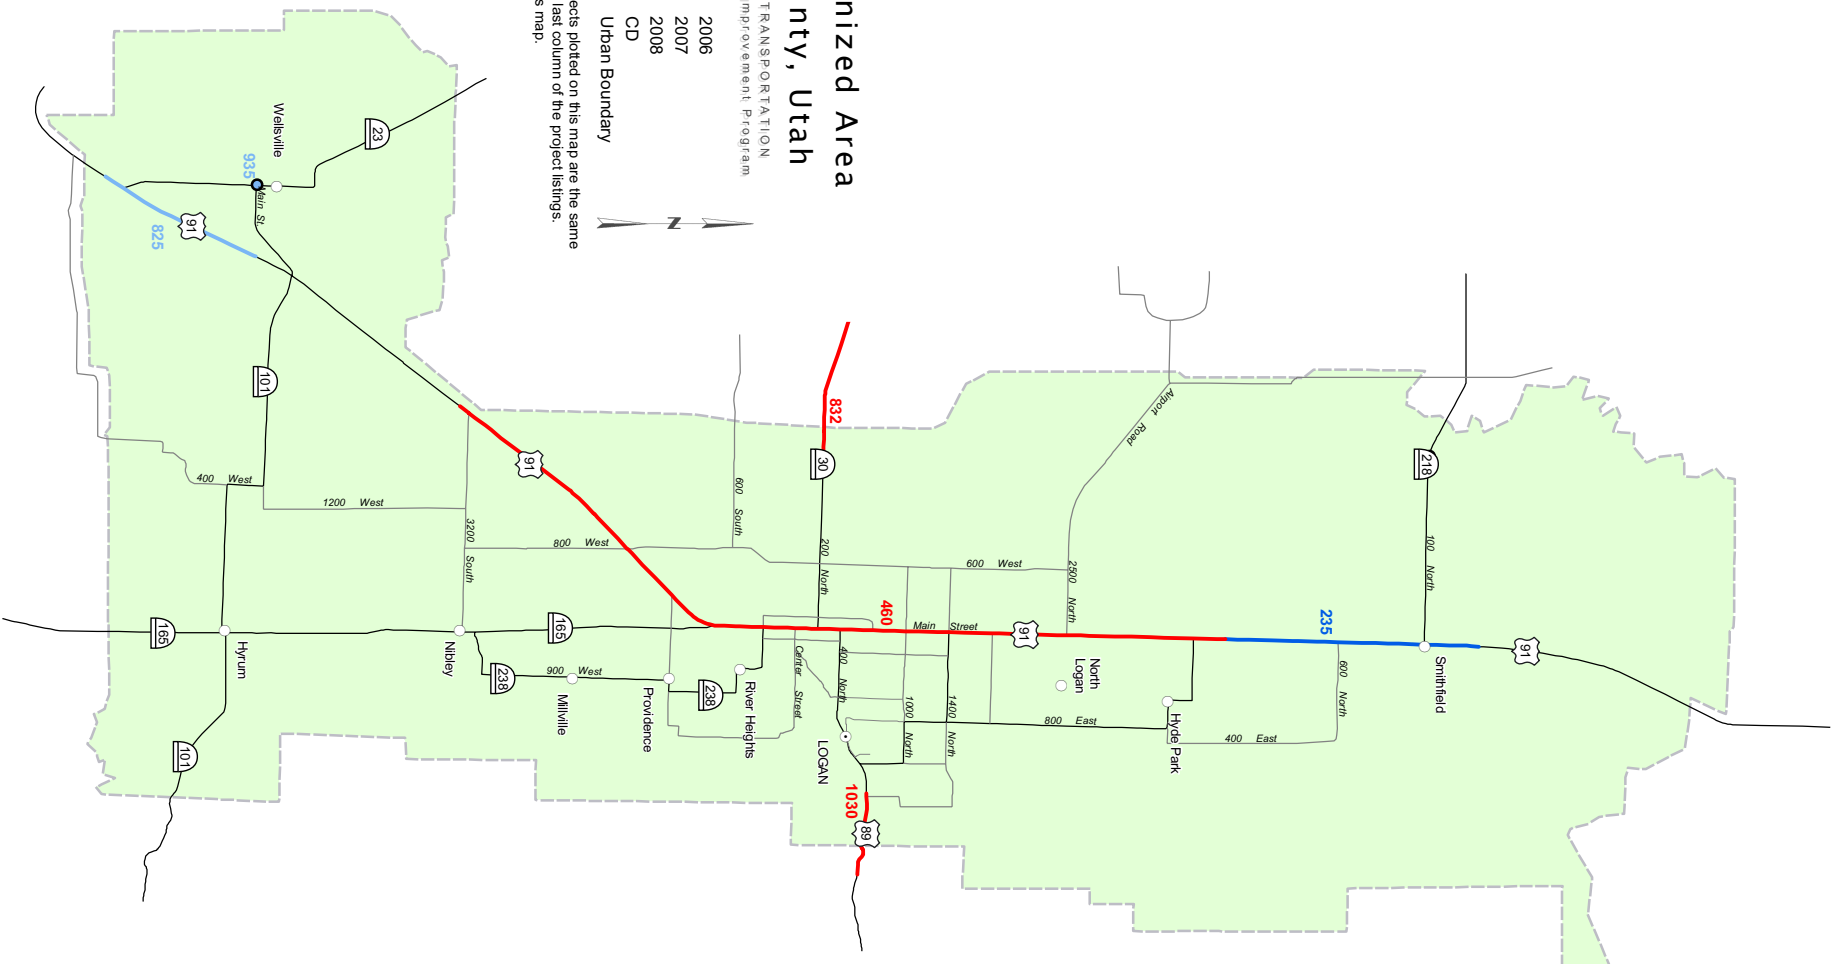 nized Area
nty, Utah
TRANSPORTATION
mprovement Program
2006
2007
2008
CD
Urban Boundary
ects plotted on this map are the same
last column of the project listings.
s map.
N
23
Wellsville
935
Main St.
91
825
101
400 West
1200 West
91
3200 South
800 West
600 South
832
30
200 North
600 West
Airport Road
2500 North
218
100 North
460
Main Street
91
235
91
Smithfield
165
Hyrum
Nibley
165
238
900 West
Millville
Providence
238
River Heights
Center Street
400 North
LOGAN
1000 North
1400 North
North
Logan
800 East
Hyde Park
400 East
600 North
101
1030
89